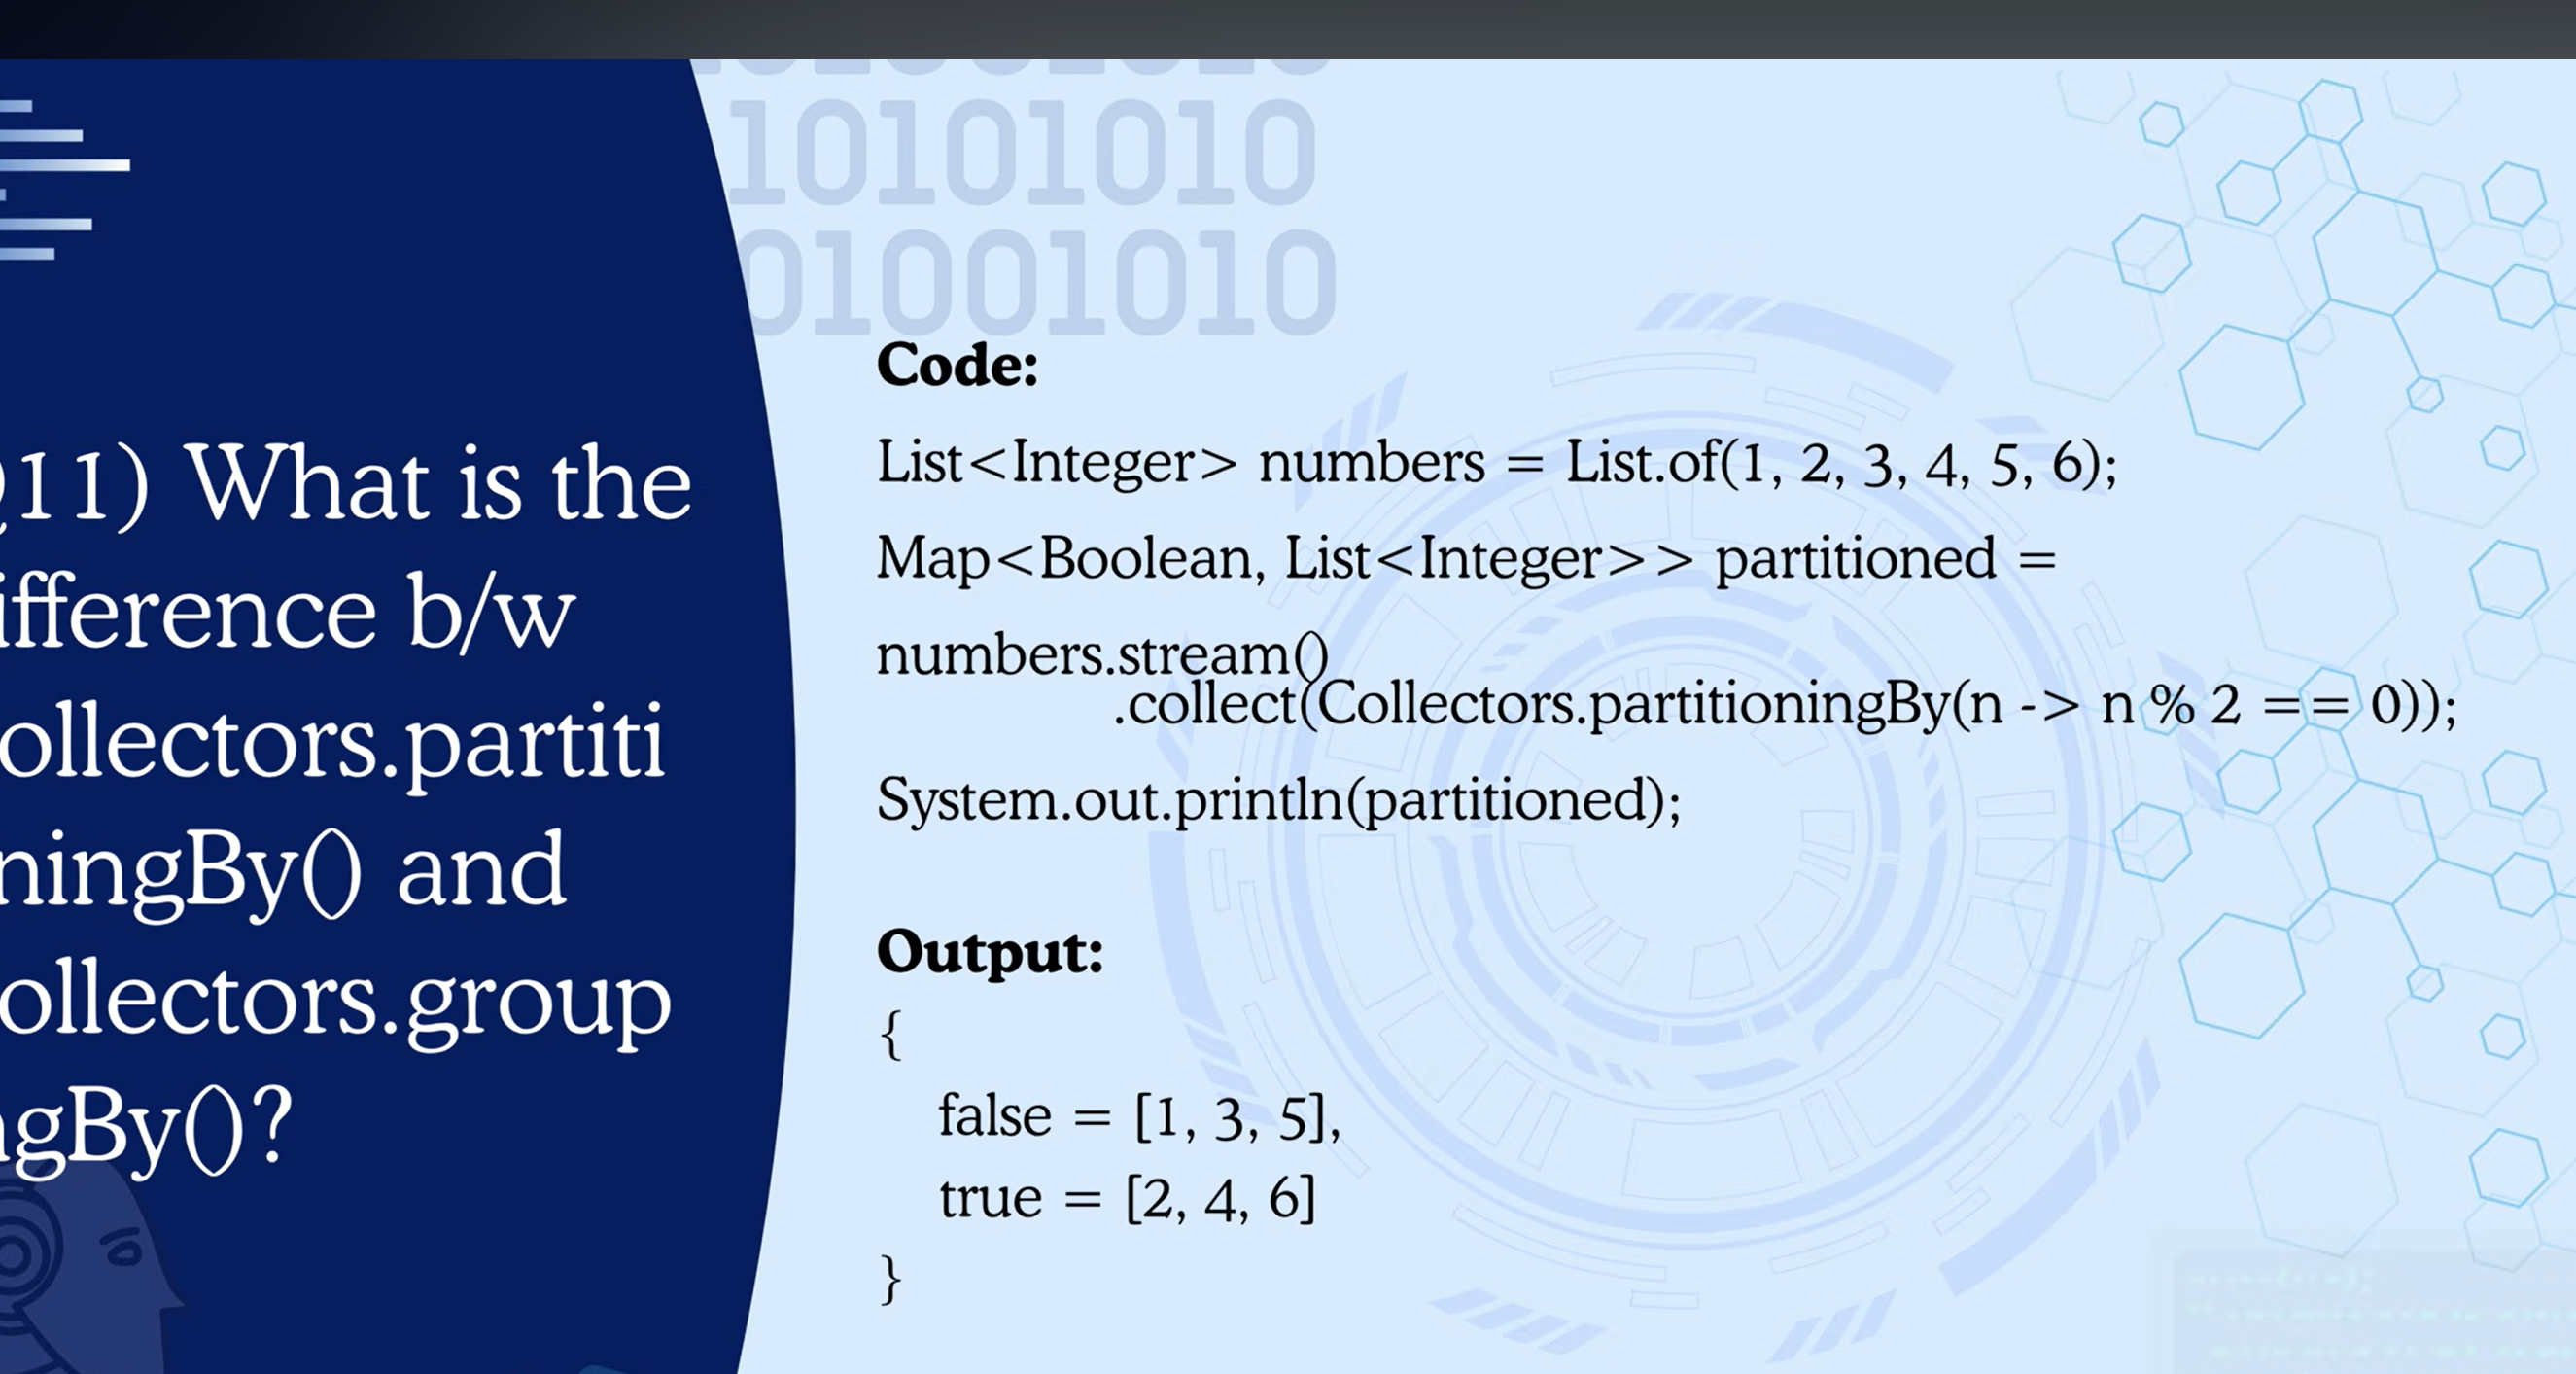 11) What is the
ifference b/w
ollectors.partiti
ningBy() and
ollectors.group
gBy()?
10101010
01001010
Code:
List<Integer> numbers = List.of(1, 2, 3, 4, 5, 6);
Map<Boolean, List<Integer>> partitioned =
numbers.stream()
.collect(Collectors.partitioningBy(n -> n % 2 == 0));
System.out.println(partitioned);
Output:
{
false = [1, 3, 5],
true = [2, 4, 6]
}